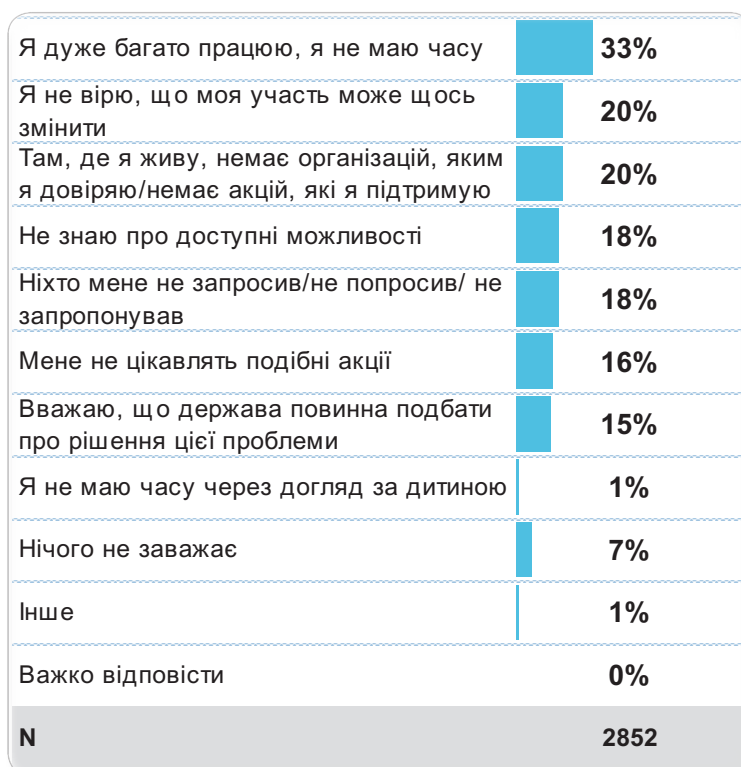 Я дуже багато працюю, я не маю часу 33%
Я не вірю, що моя участь може щось
змінити 20%
Там, де я живу, немає організацій, яким
я довіряю/немає акцій, які я підтримую 20%
Не знаю про доступні можливості 18%
Ніхто мене не запросив/не попросив/ не
запропонував 18%
Мене не цікавлять подібні акції 16%
Вважаю, що держава повинна подбати
про рішення цієї проблеми 15%
Я не маю часу через догляд за дитиною 1%
Нічого не заважає 7%
Інше 1%
Важко відповісти 0%
N 2852